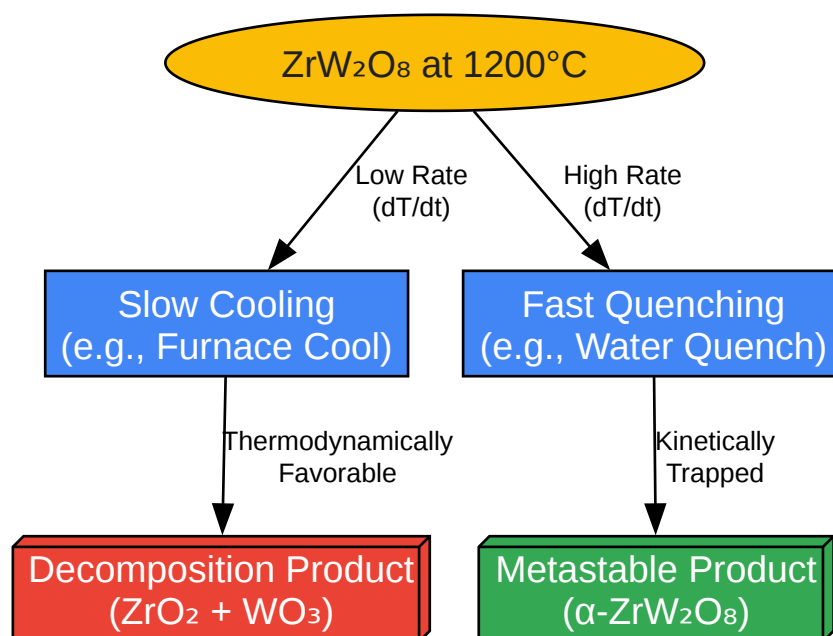 ZrW₂O₈ at 1200°C
Low Rate
(dT/dt)
High Rate
(dT/dt)
Slow Cooling
(e.g., Furnace Cool)
Fast Quenching
(e.g., Water Quench)
Thermodynamically
Favorable
Kinetically
Trapped
Decomposition Product
(ZrO₂ + WO₃)
Metastable Product
(α-ZrW₂O₈)